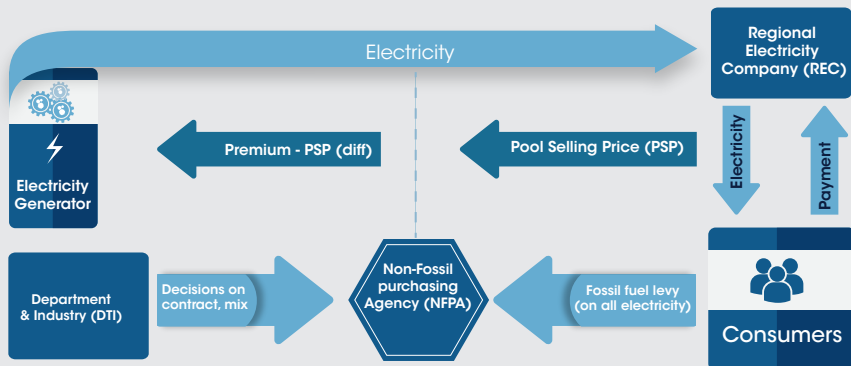 Electricity
Regional
Electricity
Company (REC)
Premium - PSP (diff)
Pool Selling Price (PSP)
Electricity
Payment
Electricity
Generator
Department
& Industry (DTI)
Decisions on
contract, mix
Non-Fossil
purchasing
Agency (NFPA)
Fossil fuel levy
(on all electricity)
Consumers